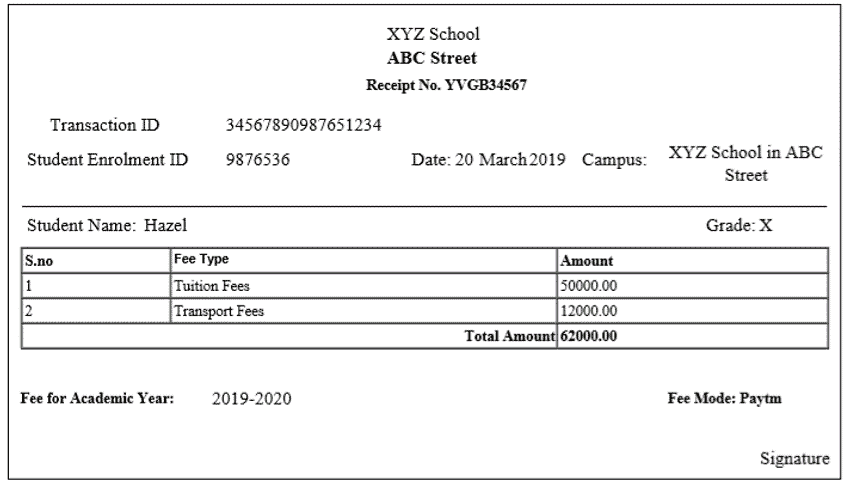 XYZ School
ABC Street
Receipt No. YVGB34567
Transaction ID 34567890987651234
Student Enrolment ID 9876536 Date: 20 March2019 Campus: XYZ School in ABC
Street
Student Name: Hazel Grade: X
S.no Fee Type Amount
1 Tuition Fees 50000.00
2 Transport Fees 12000.00
Total Amount 62000.00
Fee for Academic Year: 2019-2020 Fee Mode: Paytm
Signature